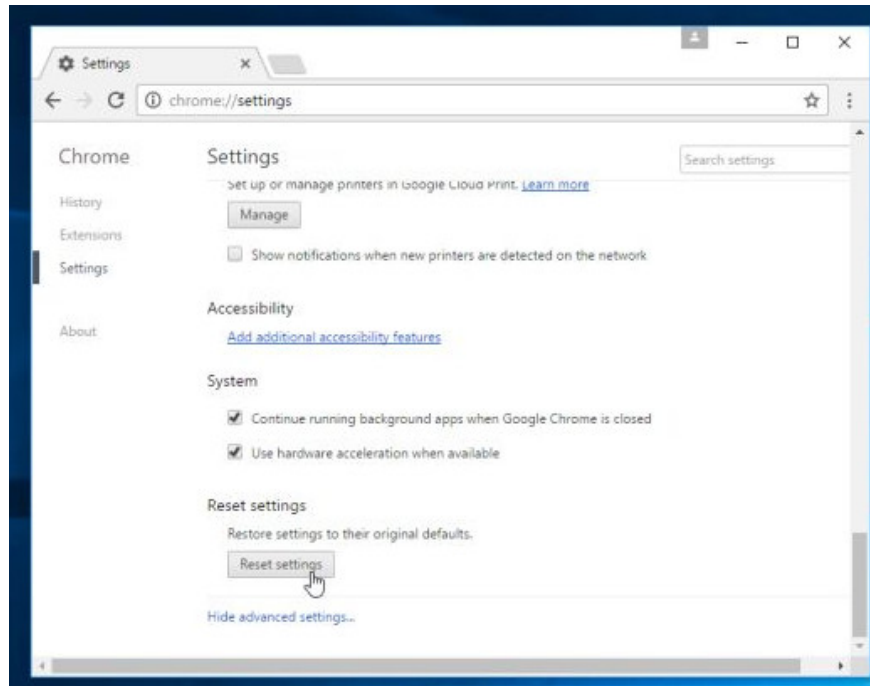 Settings
chrome://settings
Chrome
Settings
Search settings
History
Extensions
Settings
About
Set up or manage printers in Google Cloud Print. Learn more
Manage
Show notifications when new printers are detected on the network
Accessibility
Add additional accessibility features
System
Continue running background apps when Google Chrome is closed
Use hardware acceleration when available
Reset settings
Restore settings to their original defaults.
Reset settings
Hide advanced settings...